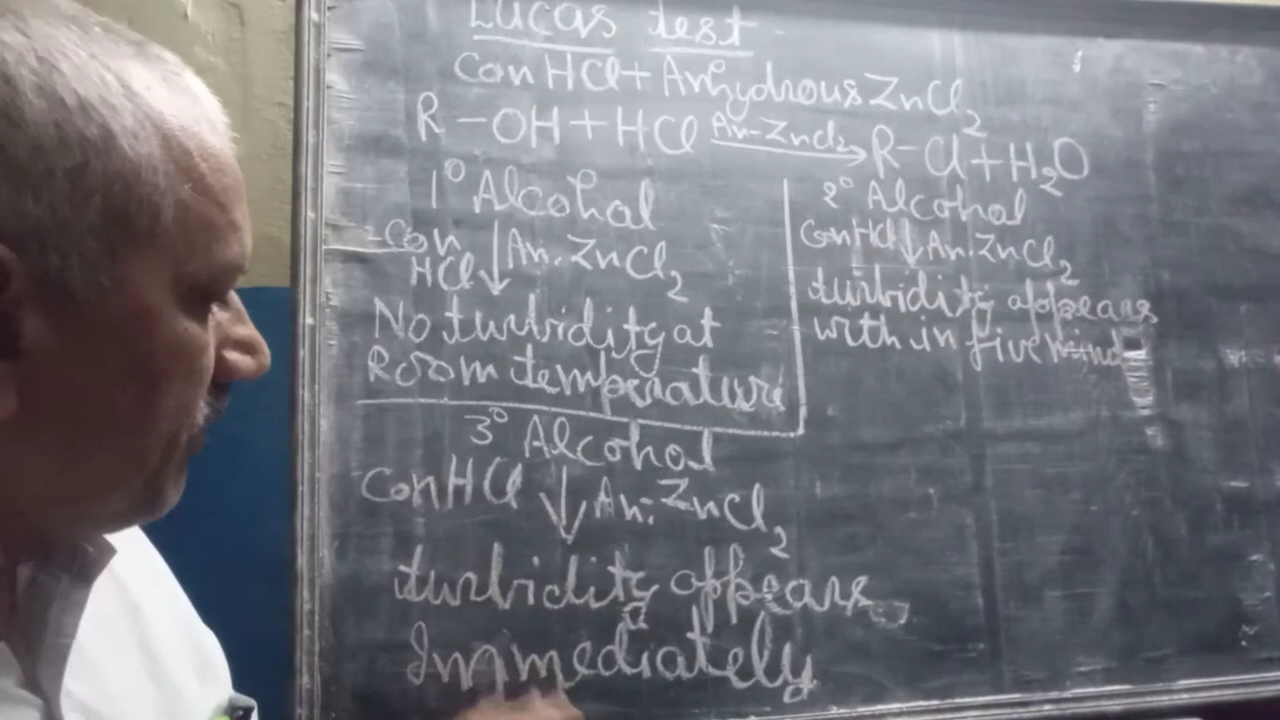 Lucas test
Con HCl + Anhydrous ZnCl2
R - OH + HCl An-ZnCl2 → R-Cl + H2O
1° Alcohol
Con HCl ↓ An. ZnCl2
No turbidity at
Room temperature
2° Alcohol
Con HCl ↓ An. ZnCl2
turbidity appears
with in five
3° Alcohol
Con HCl ↓ An. ZnCl2
turbidity appears
Immediately